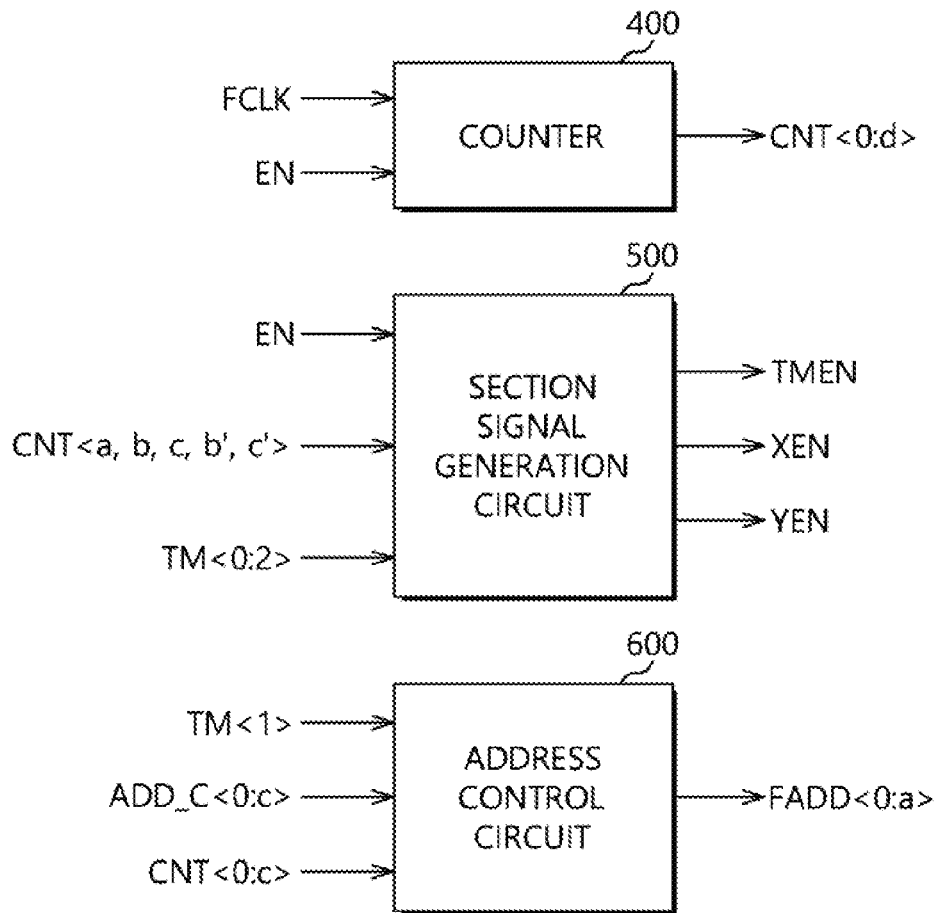 400
FCLK
COUNTER
CNT<0:d>
EN
500
EN
TMEN
SECTION
SIGNAL
CNT<a, b, c, b', c'>
XEN
GENERATION
CIRCUIT
YEN
TM<0:2>
600
TM<1>
ADDRESS
ADD_C<0:c>
CONTROL
FADD<0:a>
CIRCUIT
CNT<0:c>